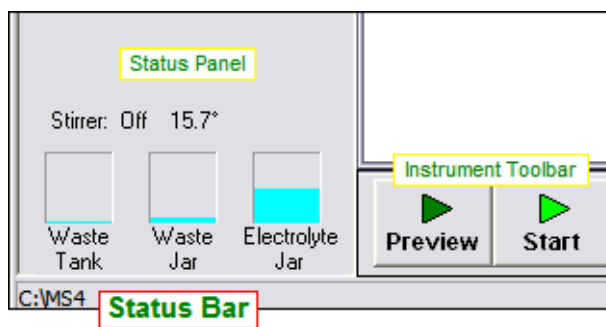 Status Panel
Stirrer: Off 15.7°
Instrument Toolbar
Waste Tank
Waste Jar
Electrolyte Jar
Preview
Start
C:\MS4
Status Bar